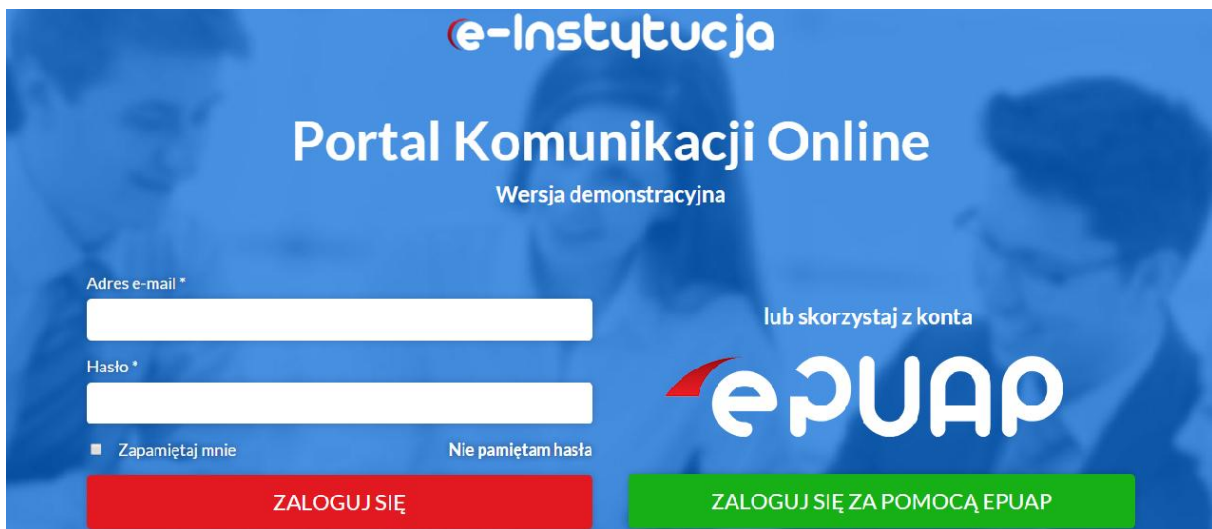 e-Instytucja
Portal Komunikacji Online
Wersja demonstracyjna
Adres e-mail *
Hasło *
Zapamiętaj mnie
Nie pamiętam hasła
ZALOGUJ SIĘ
lub skorzystaj z konta
ePUAP
ZALOGUJ SIĘ ZA POMOCĄ EPUAP